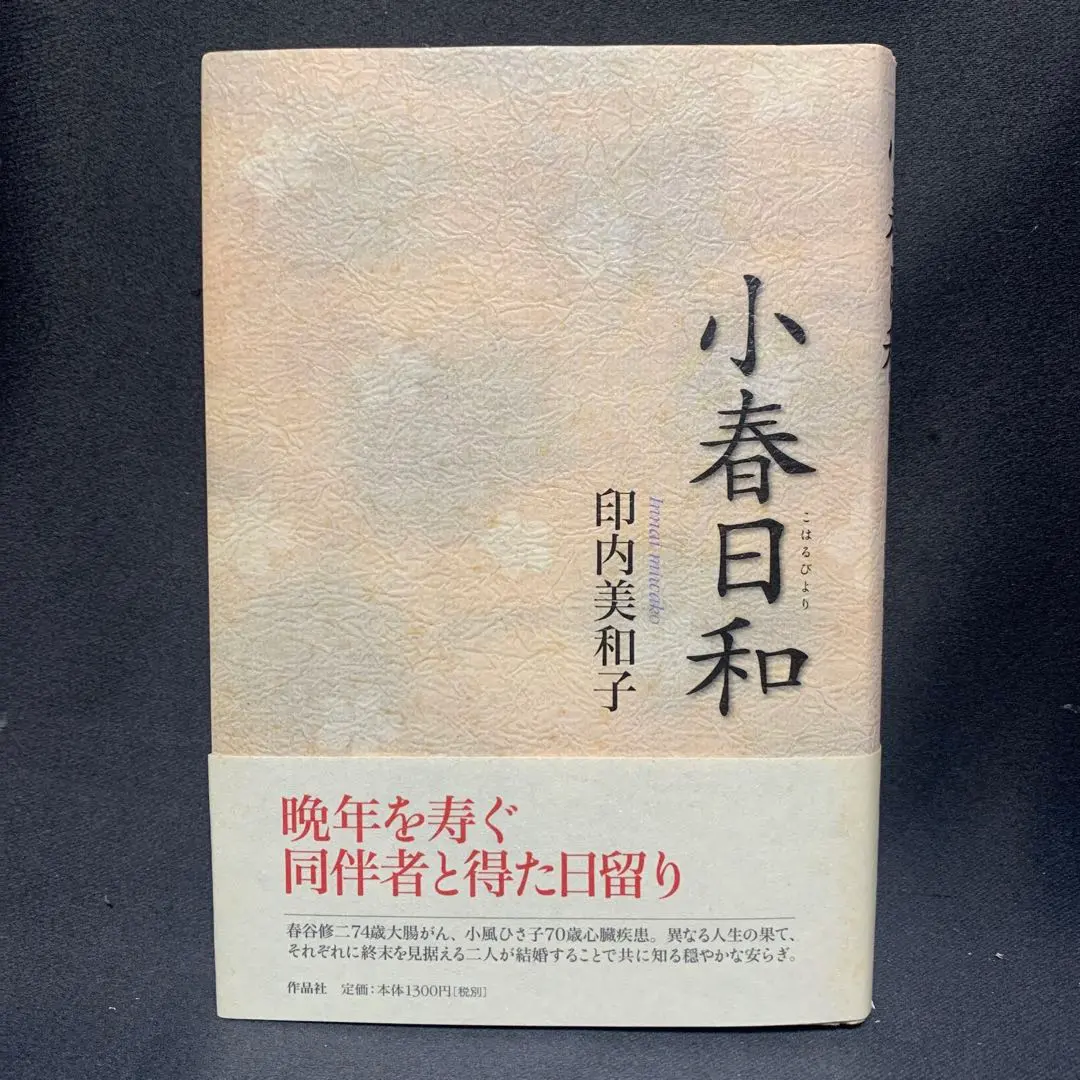 小春日和
こはるびより
印内美和子
晩年を寿ぐ
同伴者と得た日留り
春谷修二74歳大腸がん、小風ひさ子70歳心臓疾患。異なる人生の果て、
それぞれに終末を見据える二人が結婚することで共に知る穏やかな安らぎ。
作品社 定価:本体1300円[税別]